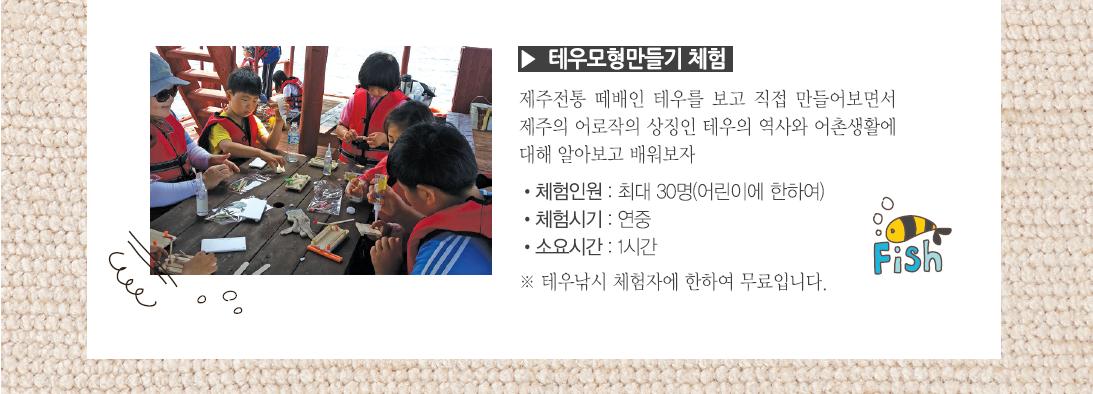 ▶ 테우모형만들기 체험
제주전통 떼배인 테우를 보고 직접 만들어보면서
제주의 어로작의 상징인 테우의 역사와 어촌생활에
대해 알아보고 배워보자
• 체험인원 : 최대 30명(어린이에 한하여)
• 체험시기 : 연중
• 소요시간 : 1시간
※ 테우낚시 체험자에 한하여 무료입니다.
Fish